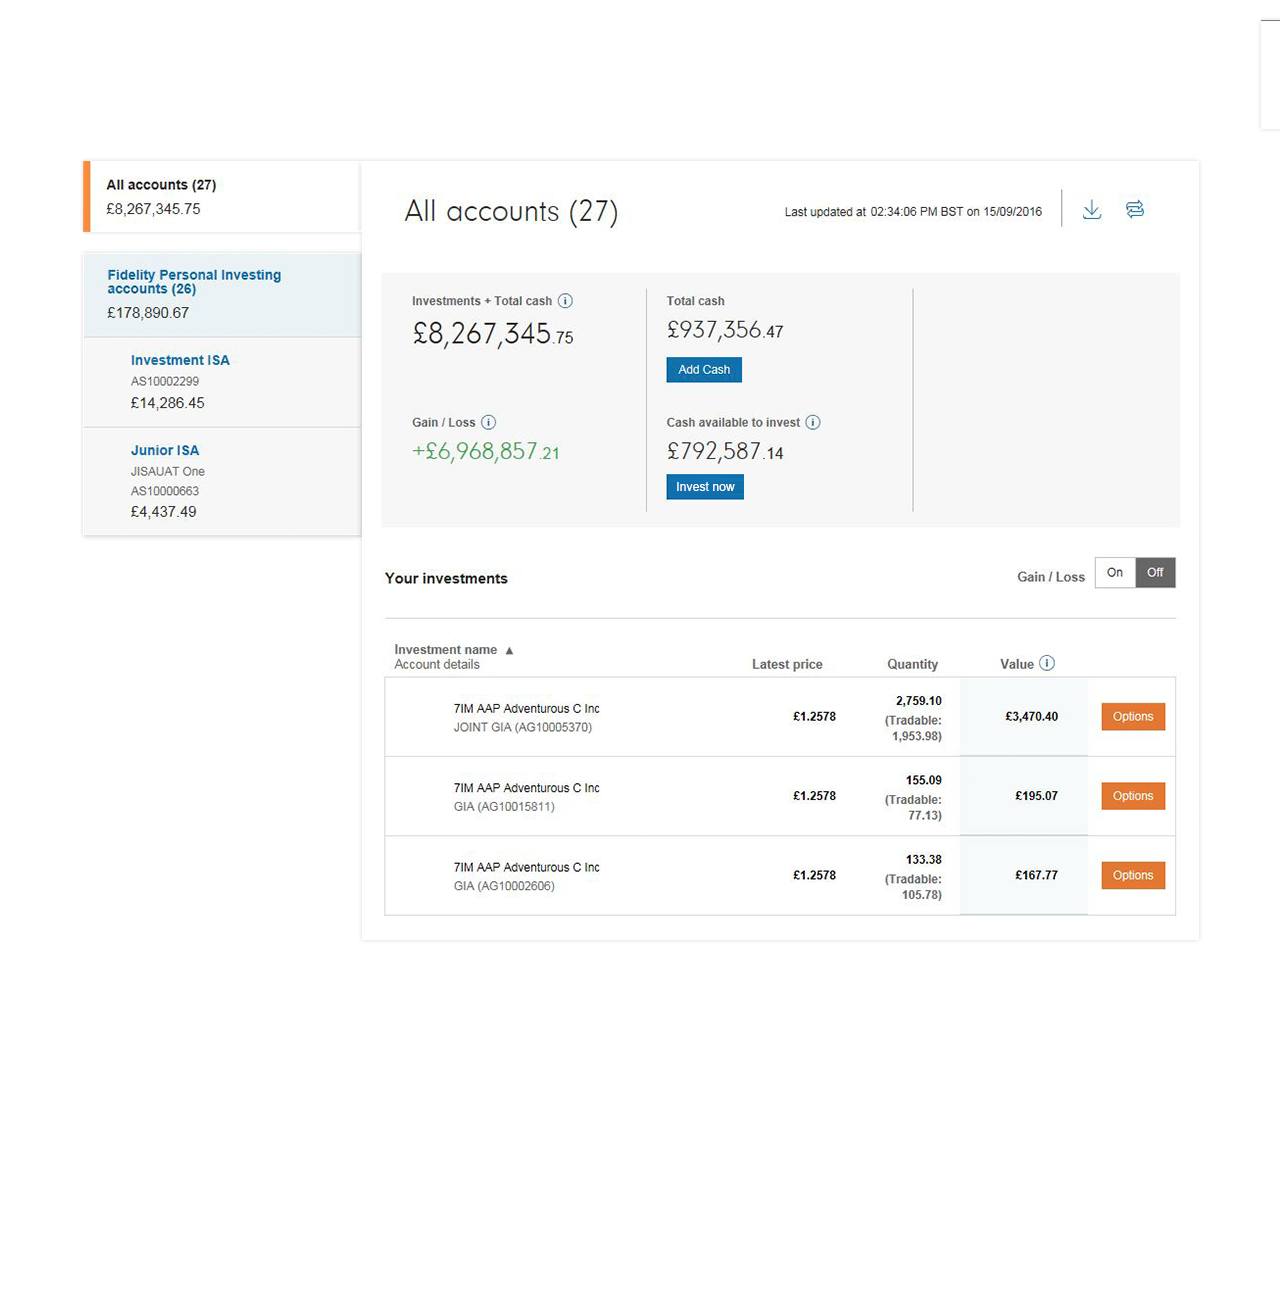 All accounts (27)
£8,267,345.75
Fidelity Personal Investing
accounts (26)
£178,890.67
Investment ISA
AS10002299
£14,286.45
Junior ISA
JISAUAT One
AS10000663
£4,437.49
All accounts (27)
Last updated at 02:34:06 PM BST on 15/09/2016
Investments + Total cash
£8,267,345.75
Gain / Loss
+£6,968,857.21
Total cash
£937,356.47
Add Cash
Cash available to invest
£792,587.14
Invest now
Your investments
Gain / Loss On Off
Investment name ▲
Account details
Latest price Quantity Value
7IM AAP Adventurous C Inc
JOINT GIA (AG10005370)
£1.2578
2,759.10
(Tradable:
1,953.98)
£3,470.40
Options
7IM AAP Adventurous C Inc
GIA (AG10015811)
£1.2578
155.09
(Tradable:
77.13)
£195.07
Options
7IM AAP Adventurous C Inc
GIA (AG10002606)
£1.2578
133.38
(Tradable:
105.78)
£167.77
Options